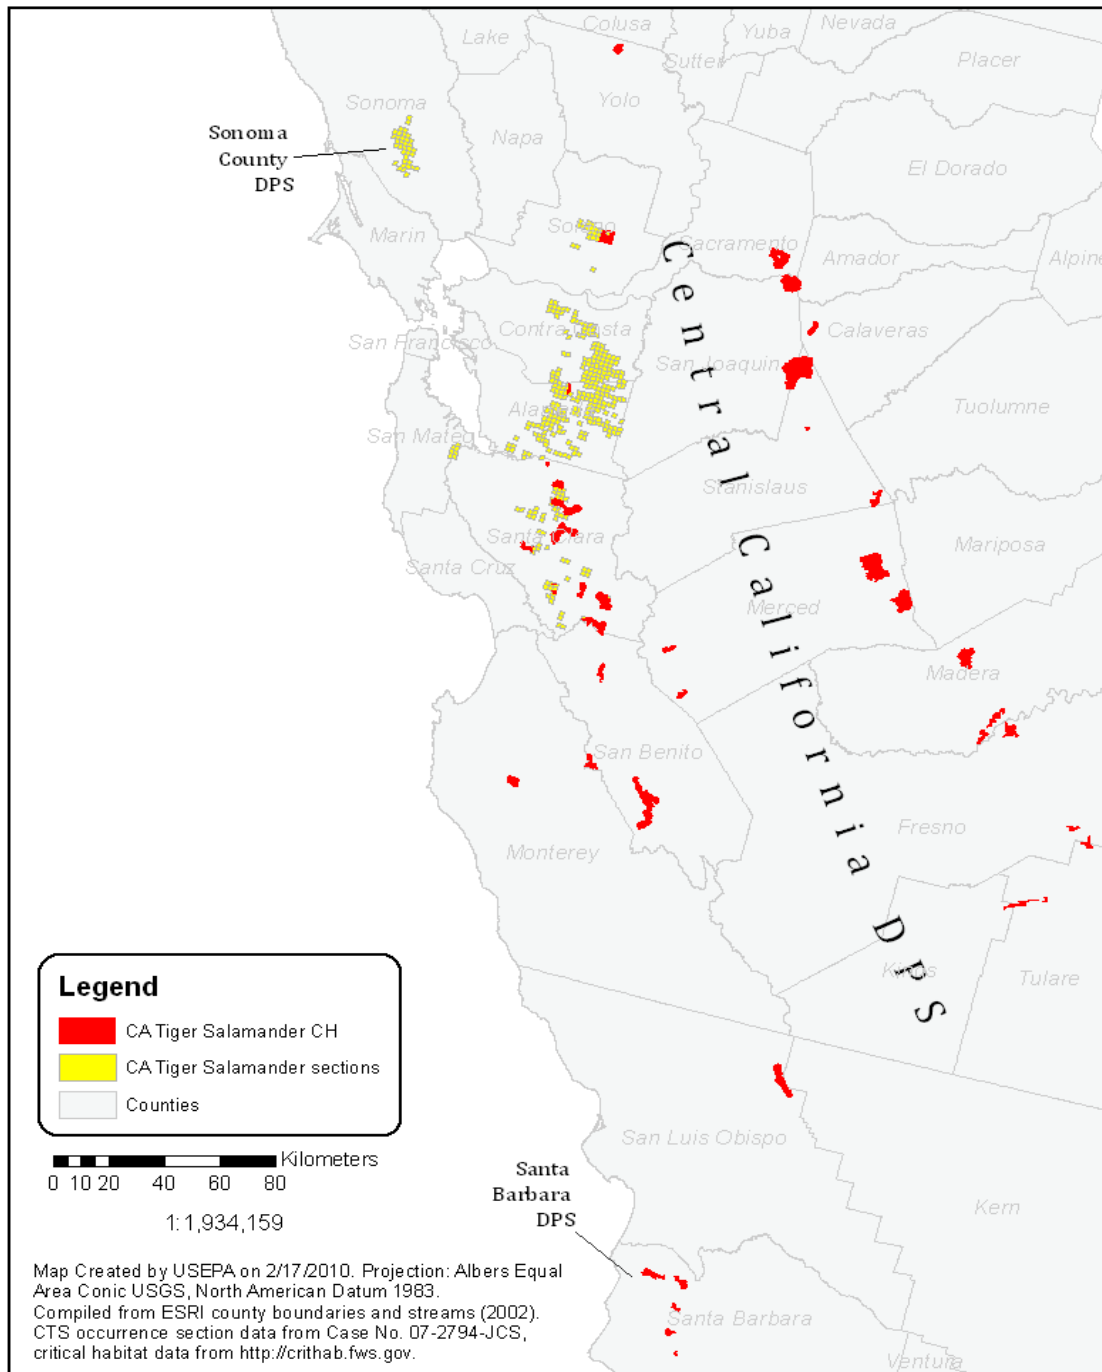 Colusa
Nevada
Lake
Yuba
Sutter
Placer
Sonoma
Yolo
Napa
Sonoma
County
DPS
El Dorado
Marin
Solano
Sacramento
Amador
Alpine
Contra Costa
San Francisco
Calaveras
San Joaquin
Alameda
Tuolumne
San Mateo
Stanislaus
Santa Clara
Mariposa
Santa Cruz
Merced
Madera
San Benito
Fresno
Monterey
Kings
Tulare
Central California DPS
Legend
CA Tiger Salamander CH
CA Tiger Salamander sections
Counties
San Luis Obispo
Kilometers
0 10 20 40 60 80
1:1,934,159
Santa
Barbara
DPS
Kern
Map Created by USEPA on 2/17/2010. Projection: Albers Equal
Area Conic USGS, North American Datum 1983.
Compiled from ESRI county boundaries and streams (2002).
CTS occurrence section data from Case No. 07-2794-JCS,
critical habitat data from http://crithab.fws.gov.
Santa Barbara
Ventura